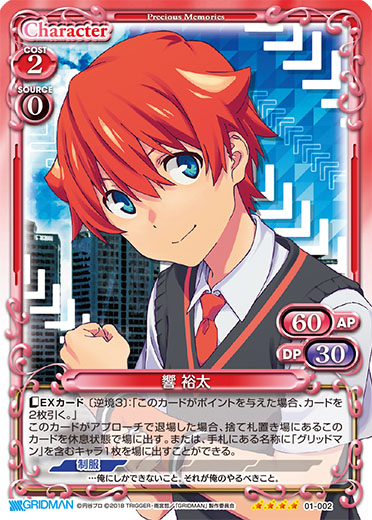 Precious Memories
Character
COST
2
SOURCE
0
60 AP
DP 30
響 裕太
EXカード 〔逆境3〕:「このカードがポイントを与えた場合、カードを
2枚引く。」
このカードがアプローチで退場した場合、捨て札置き場にあるこの
カードを休息状態で場に出す。または、手札にある名称に「グリッドマ
ン」を含むキャラ1枚を場に出すことができる。
制服
…俺にしかできないこと。それが俺のやるべきこと。
GRIDMAN ©円谷プロ ©2018 TRIGGER・雨宮哲／「GRIDMAN」製作委員会 01-002